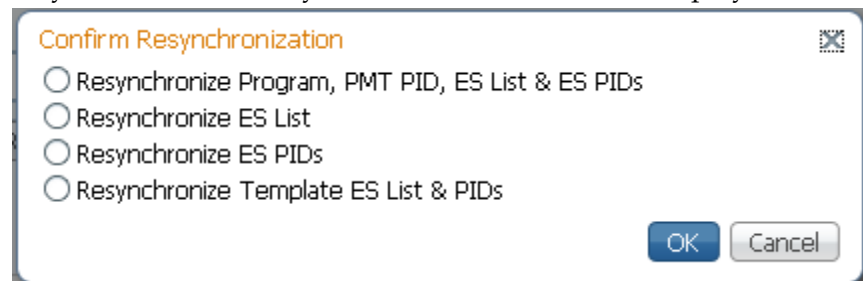 Confirm Resynchronization
Resynchronize Program, PMT PID, ES List & ES PIDs
Resynchronize ES List
Resynchronize ES PIDs
Resynchronize Template ES List & PIDs
OK Cancel